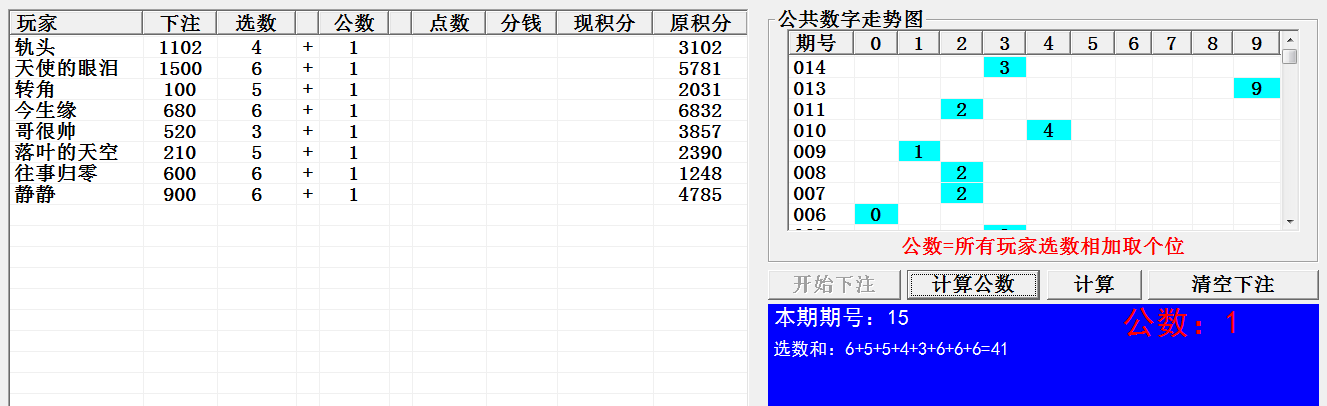 玩家 下注 选数 公数 点数 分钱 现积分 原积分
轨头 1102 4 + 1 3102
天使的眼泪 1500 6 + 1 5781
转角 100 5 + 1 2031
今生缘 680 6 + 1 6832
哥很帅 520 3 + 1 3857
落叶的天空 210 5 + 1 2390
往事归零 600 6 + 1 1248
静静 900 6 + 1 4785
公共数字走势图
期号 0 1 2 3 4 5 6 7 8 9
014 3
013 9
011 2
010 4
009 1
008 2
007 2
006 0
公数=所有玩家选数相加取个位
开始下注 计算公数 计算 清空下注
本期期号：15
公数：1
选数和：6+5+5+4+3+6+6+6=41